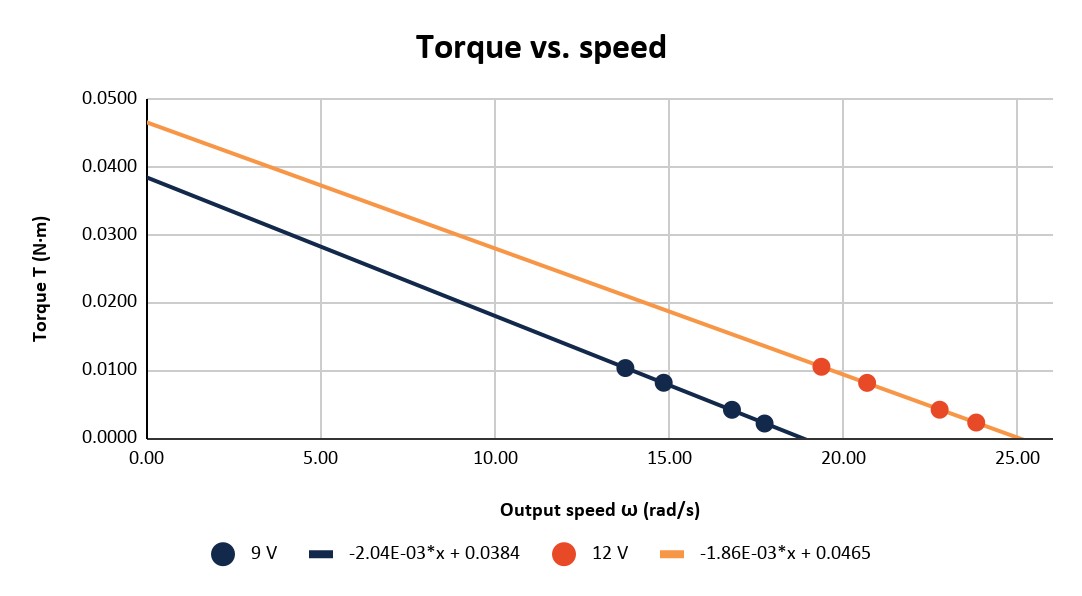 Torque vs. speed
Torque T (N·m)
0.0500
0.0400
0.0300
0.0200
0.0100
0.0000
0.00 5.00 10.00 15.00 20.00 25.00
Output speed ω (rad/s)
9 V -2.04E-03*x + 0.0384 12 V -1.86E-03*x + 0.0465